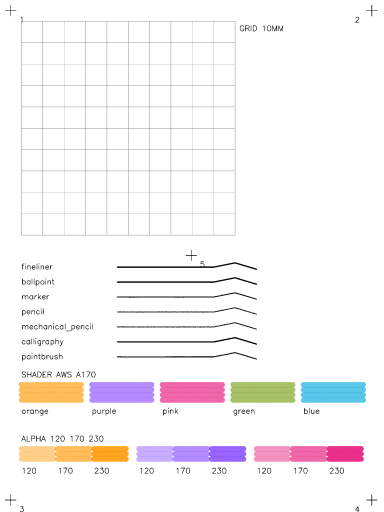 1
2
GRID 10MM
5
fineliner
ballpoint
marker
pencil
mechanical_pencil
calligraphy
paintbrush
SHADER AWS A170
orange purple pink green blue
ALPHA 120 170 230
120 170 230 120 170 230 120 170 230
3
4